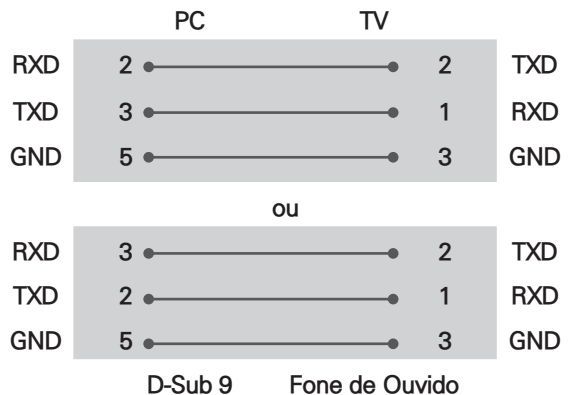 PC TV
RXD 2 2 TXD
TXD 3 1 RXD
GND 5 3 GND
ou
RXD 3 2 TXD
TXD 2 1 RXD
GND 5 3 GND
D-Sub 9 Fone de Ouvido